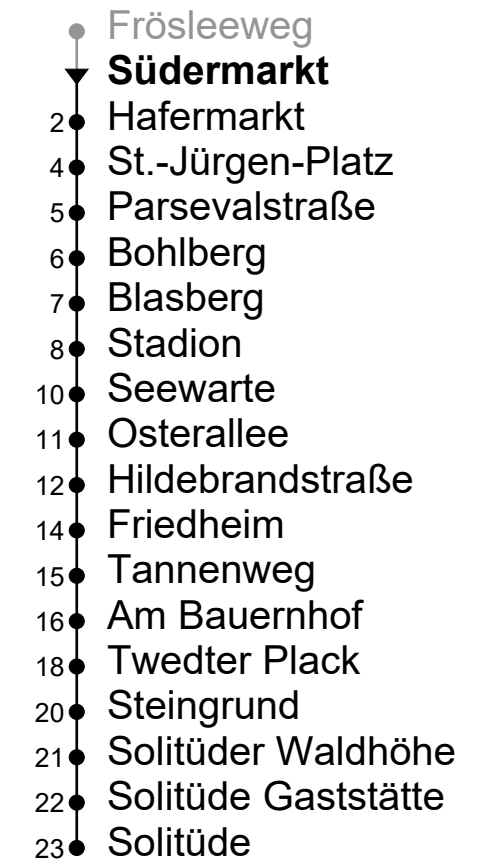 Frösleeweg
Südermarkt
2 Hafermarkt
4 St.-Jürgen-Platz
5 Parsevalstraße
6 Bohlberg
7 Blasberg
8 Stadion
10 Seewarte
11 Osterallee
12 Hildebrandstraße
14 Friedheim
15 Tannenweg
16 Am Bauernhof
18 Twedter Plack
20 Steingrund
21 Solitüder Waldhöhe
22 Solitüde Gaststätte
23 Solitüde